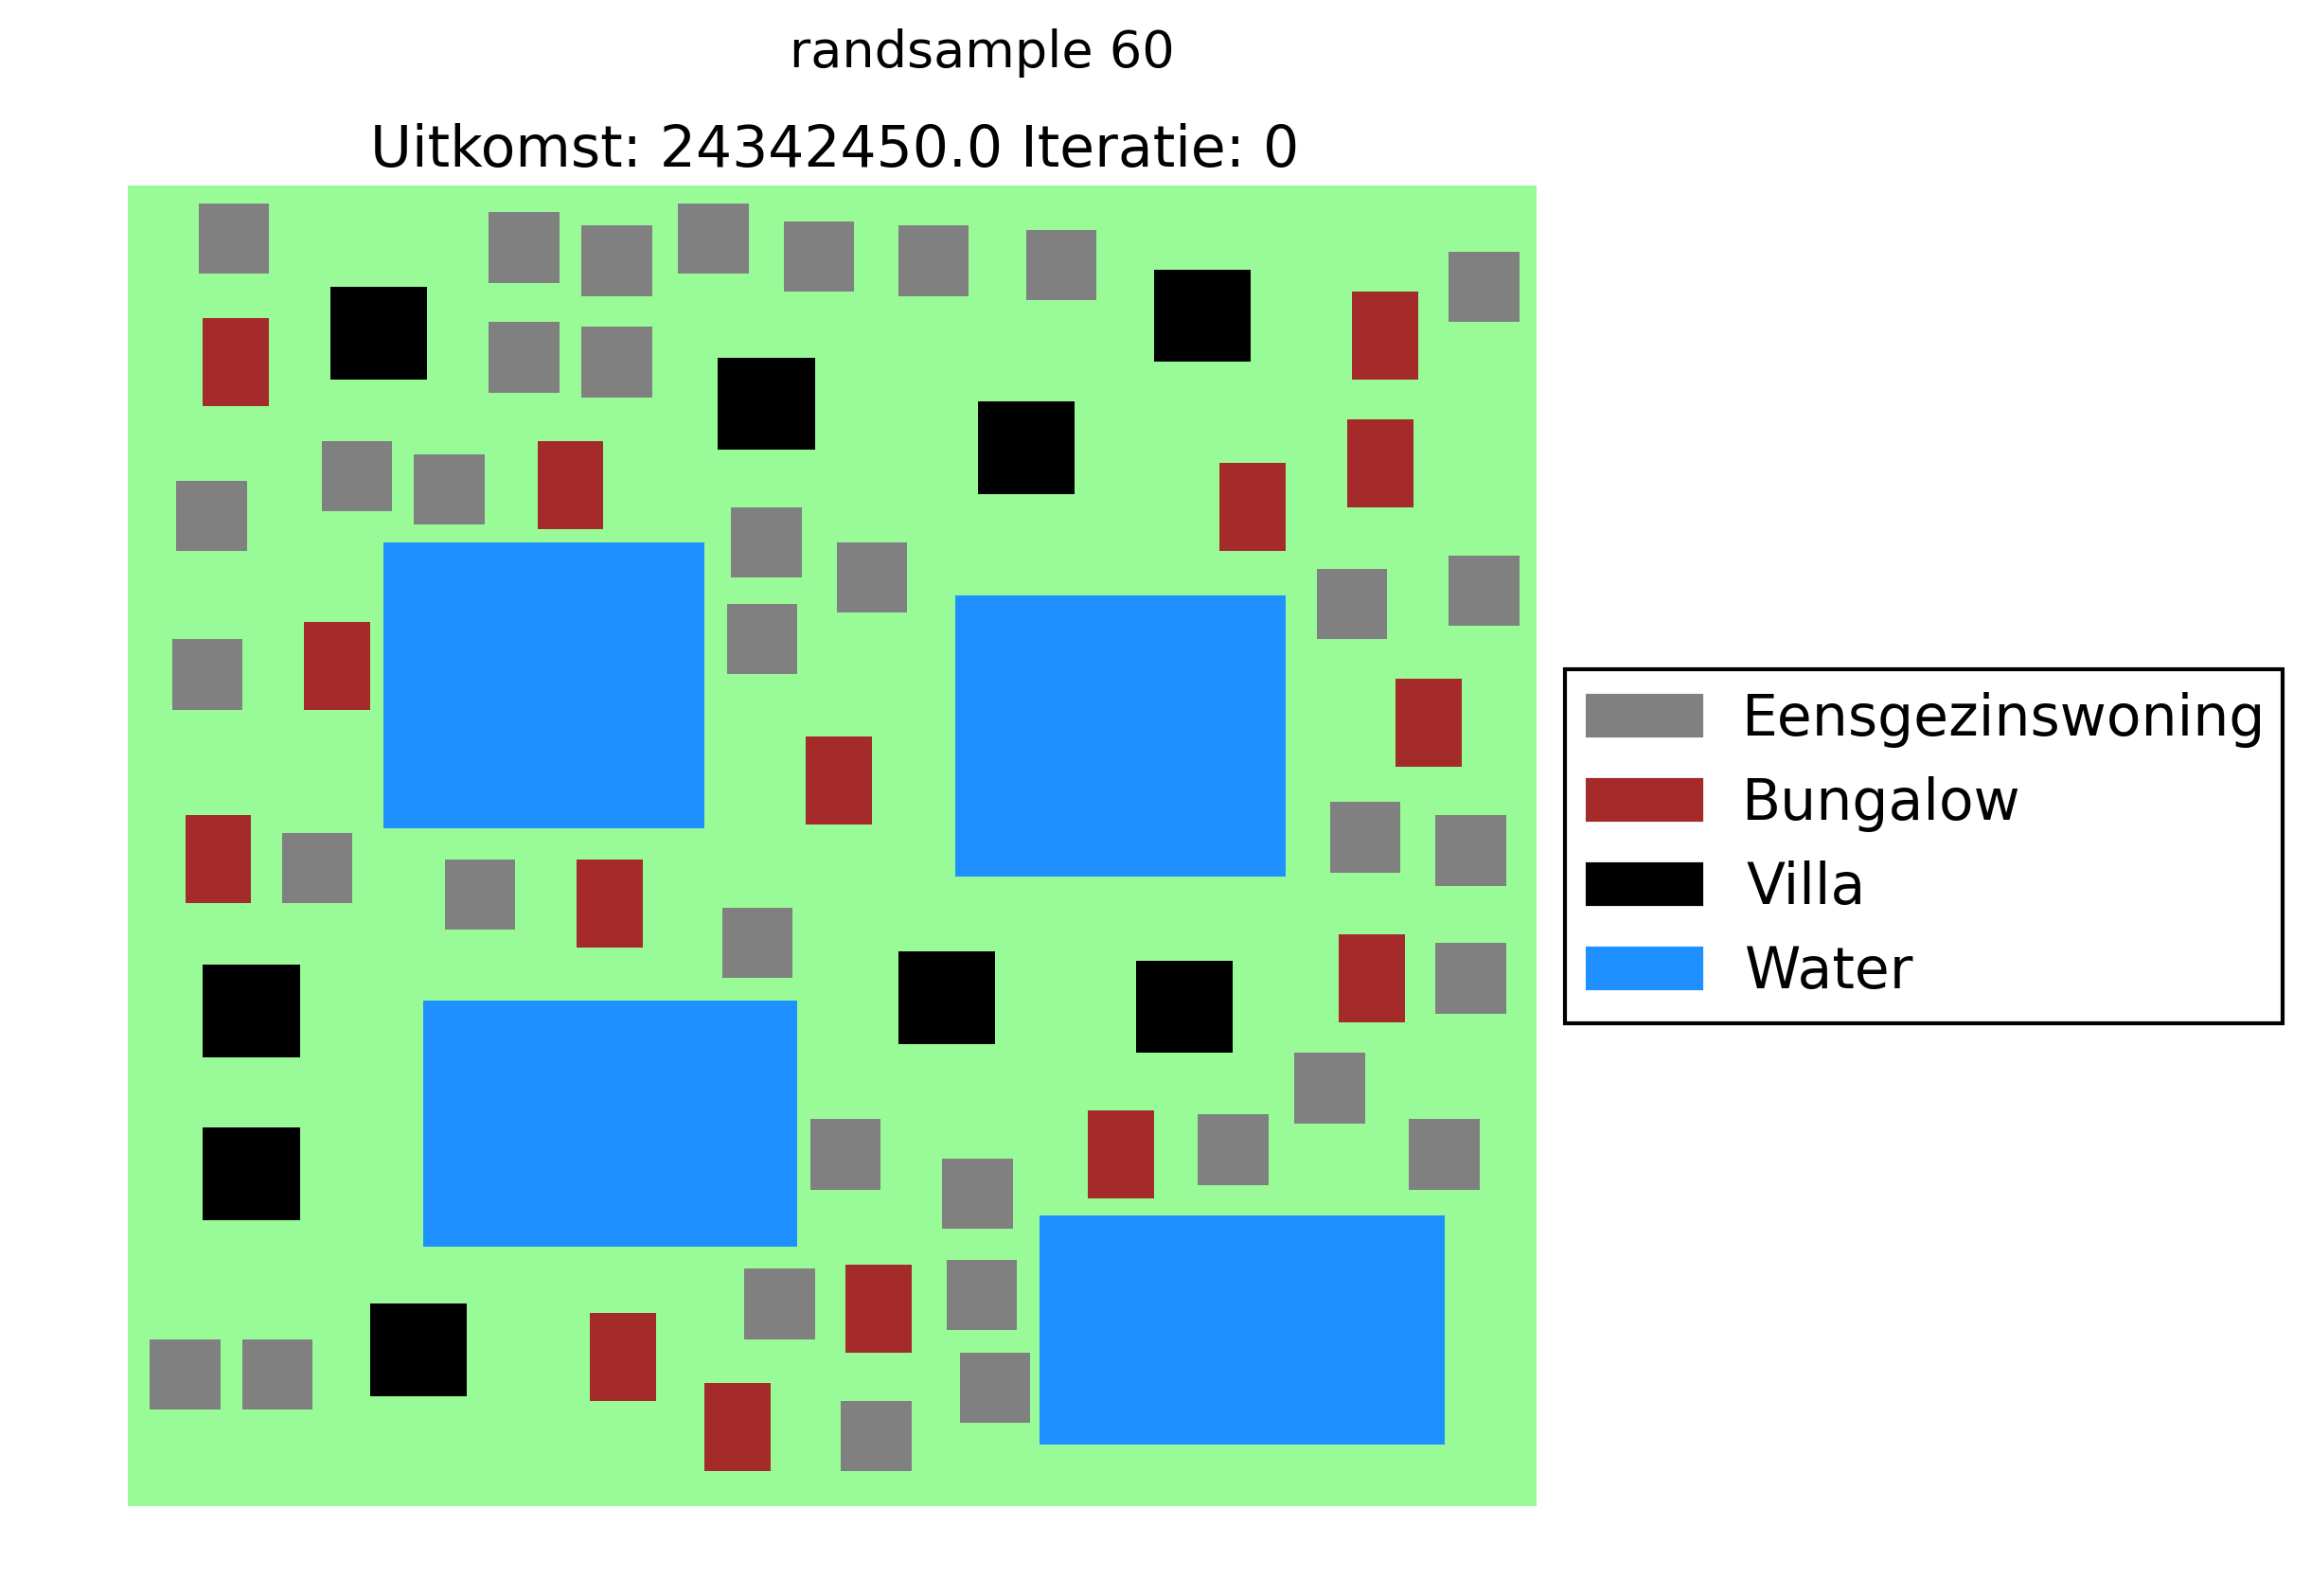 randsample 60
Uitkomst: 24342450.0 Iteratie: 0
Eensgezinswoning
Bungalow
Villa
Water